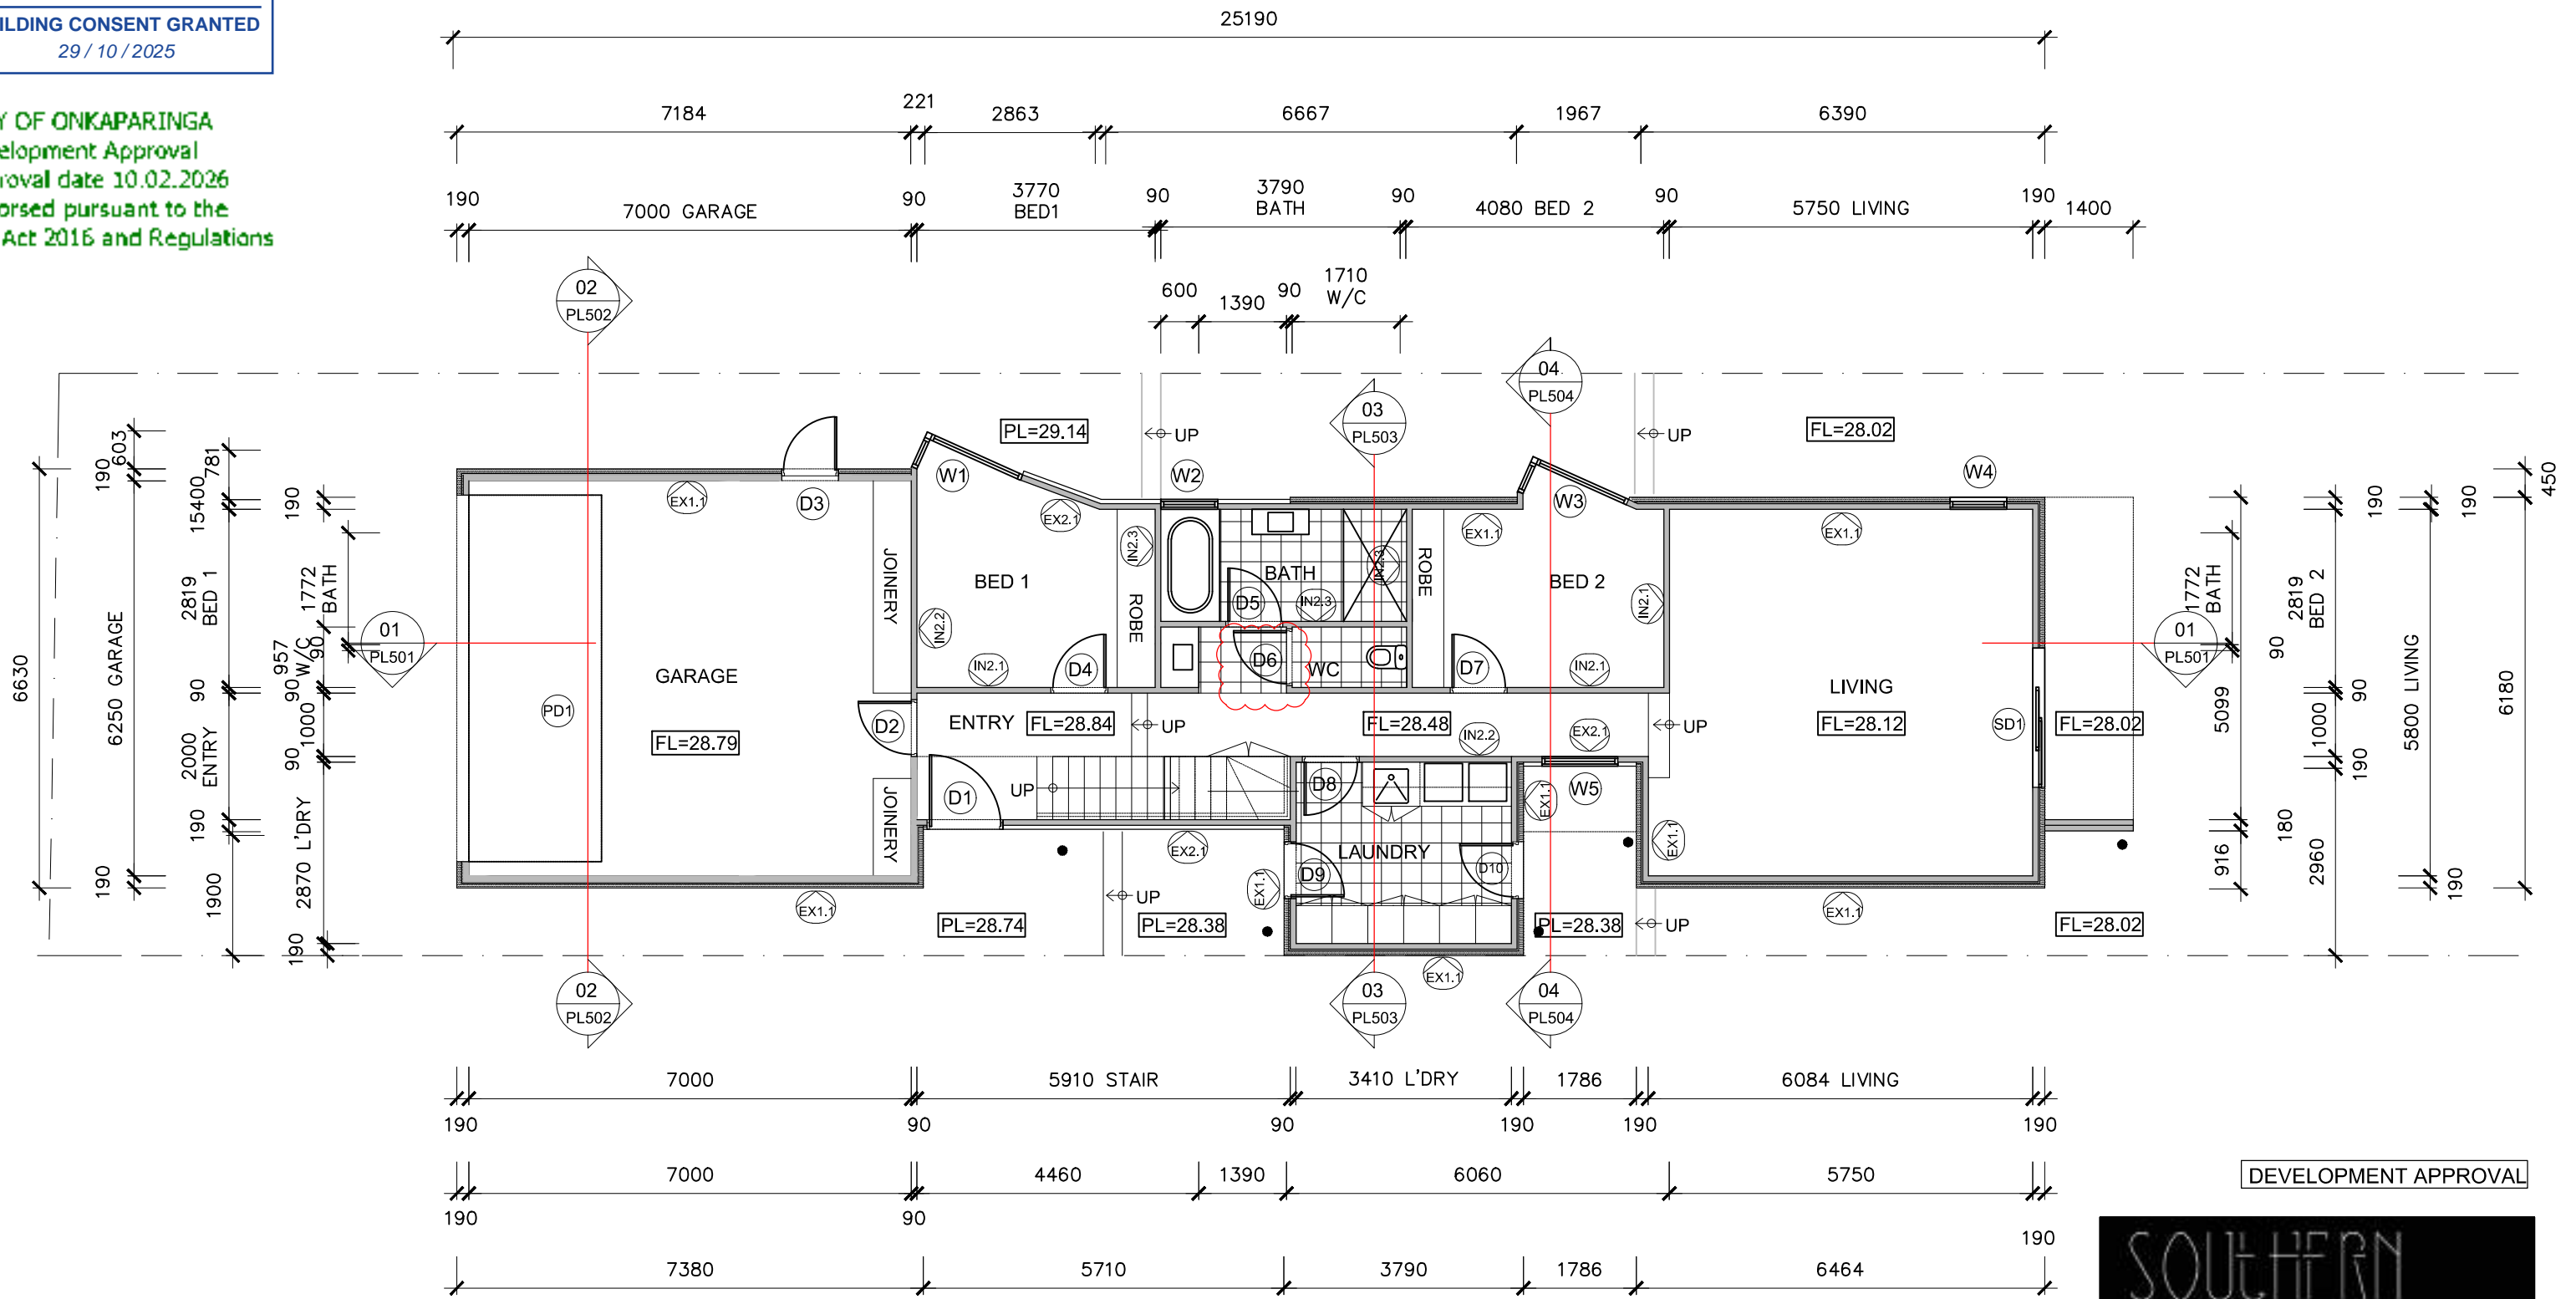 ILDING CONSENT GRANTED
29 / 10 / 2025
Y OF ONKAPARINGA
elopment Approval
roval date 10.02.2026
orsed pursuant to the
Act 2016 and Regulations
25190
7184 221 2863 6667 1967 6390
190 7000 GARAGE 90 3770 BED1 90 3790 BATH 90 4080 BED 2 90 5750 LIVING 190 1400
600 1390 90 1710 W/C
02
PL502
03
PL503
04
PL504
PL=29.14 UP UP FL=28.02
W1 W2 W3 W4
D3
EX1.1 EX2.1 EX1.1 EX1.1
IN2.3 IN2.3
JOINERY BED 1 ROBE BATH ROBE BED 2
D5 IN2.3 IN2.1
IN2.2
IN2.1 D4 D6 WC D7 IN2.1
01
PL501
01
PL501
GARAGE LIVING
PD1 D2 ENTRY FL=28.84 UP FL=28.48 IN2.2 EX2.1 UP FL=28.12 SD1 FL=28.02
FL=28.79
JOINERY D1 UP D8 W5 EX1.1
EX2.1 LAUNDRY EX1.1
EX1.1 D9 D10
EX1.1 UP EX1.1
PL=28.74 PL=28.38 PL=28.38 UP FL=28.02
EX1.1
02
PL502
03
PL503
04
PL504
6630
190 603
6250 GARAGE
190
15400 781
2819 BED 1
90
2000 ENTRY
190
1900
190
1772 BATH
957 W/C
90
90
1000
90
2870 L'DRY
190
450
190
190
1772 BATH
2819 BED 2
90
90
1000
190
5099
5800 LIVING
6180
180
916
2960
190
7000 5910 STAIR 3410 L'DRY 1786 6084 LIVING
190 90 90 190 190 190
7000 4460 1390 6060 5750
190 90 190
7380 5710 3790 1786 6464
DEVELOPMENT APPROVAL
SOUTHERN